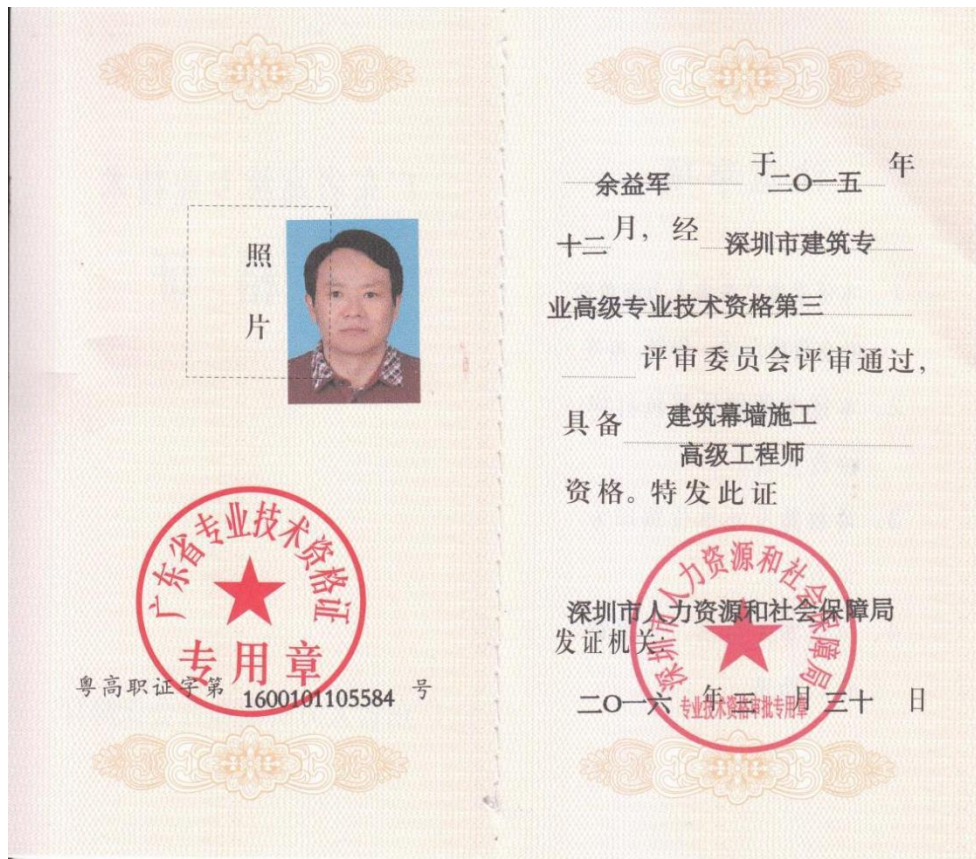 照
片
广东省专业技术资格证
专用章
粤高职证字第 1600101105584 号
余益军 于 二〇一五 年
十二 月，经 深圳市建筑专
业高级专业技术资格第三
评审委员会评审通过，
具备 建筑幕墙施工
高级工程师
资格。特发此证
深圳市人力资源和社会保障局
深圳市人力资源和社会保障局
发证机关：
专业技术资格审批专用章
二〇一六 年 三 月 三十 日